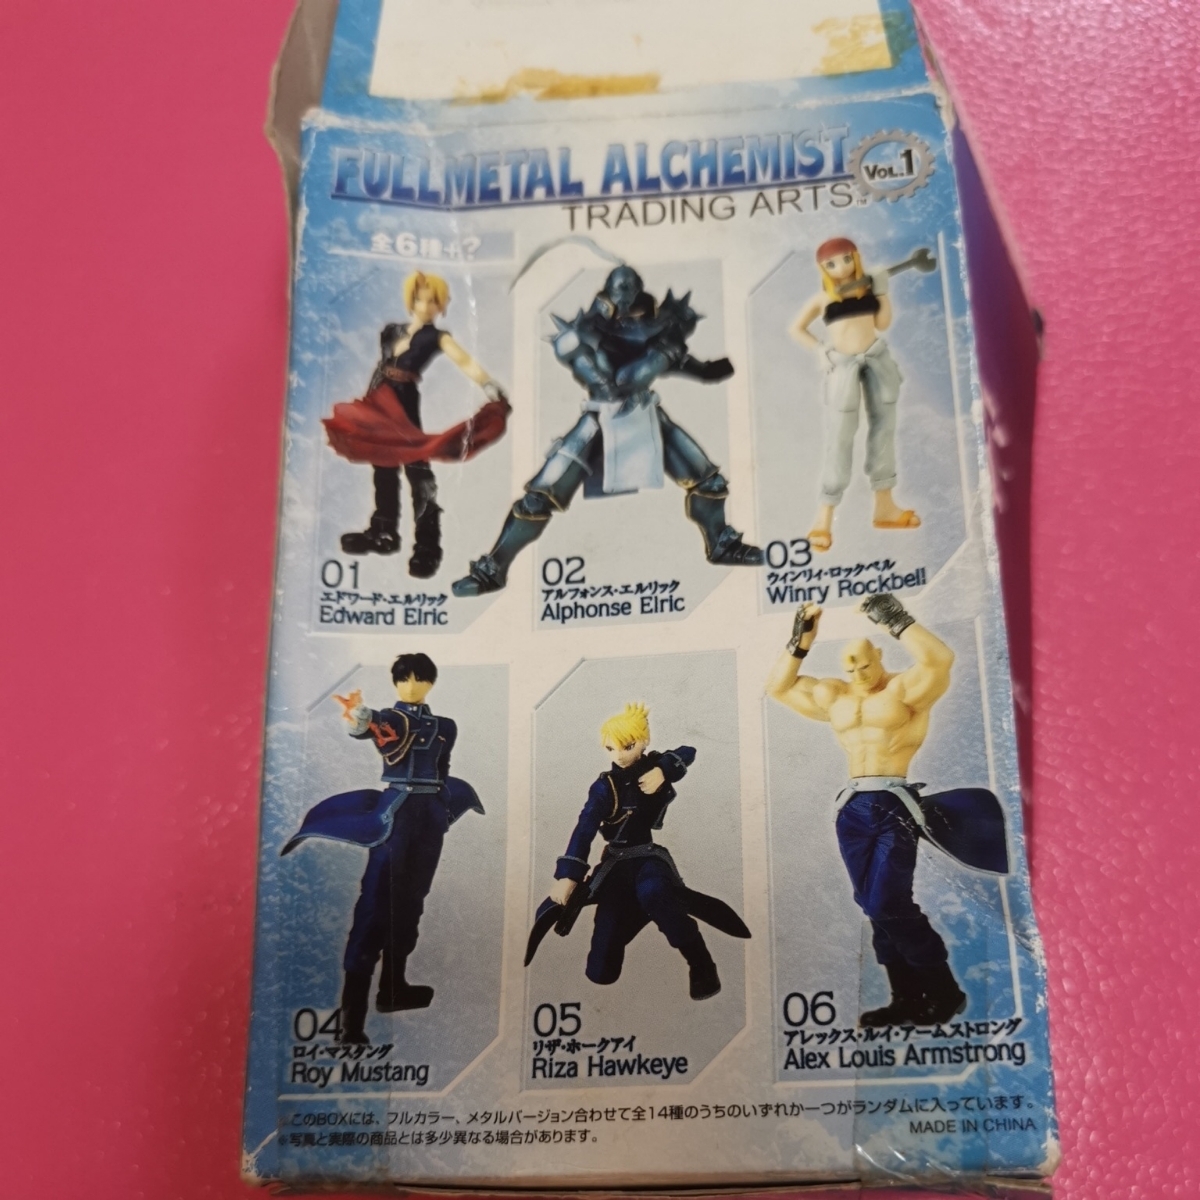 FULLMETAL ALCHEMIST VOL.1
TRADING ARTS™
全6種+?
01
エドワード・エルリック
Edward Elric
02
アルフォンス・エルリック
Alphonse Elric
03
ウィンリィ・ロックベル
Winry Rockbell
04
ロイ・マスタング
Roy Mustang
05
リザ・ホークアイ
Riza Hawkeye
06
アレックス・ルイ・アームストロング
Alex Louis Armstrong
このBOXには、フルカラー、メタルバージョン合わせて全14種のうちのいずれか一つがランダムに入っています。
※写真と実際の商品とは多少異なる場合があります。
MADE IN CHINA